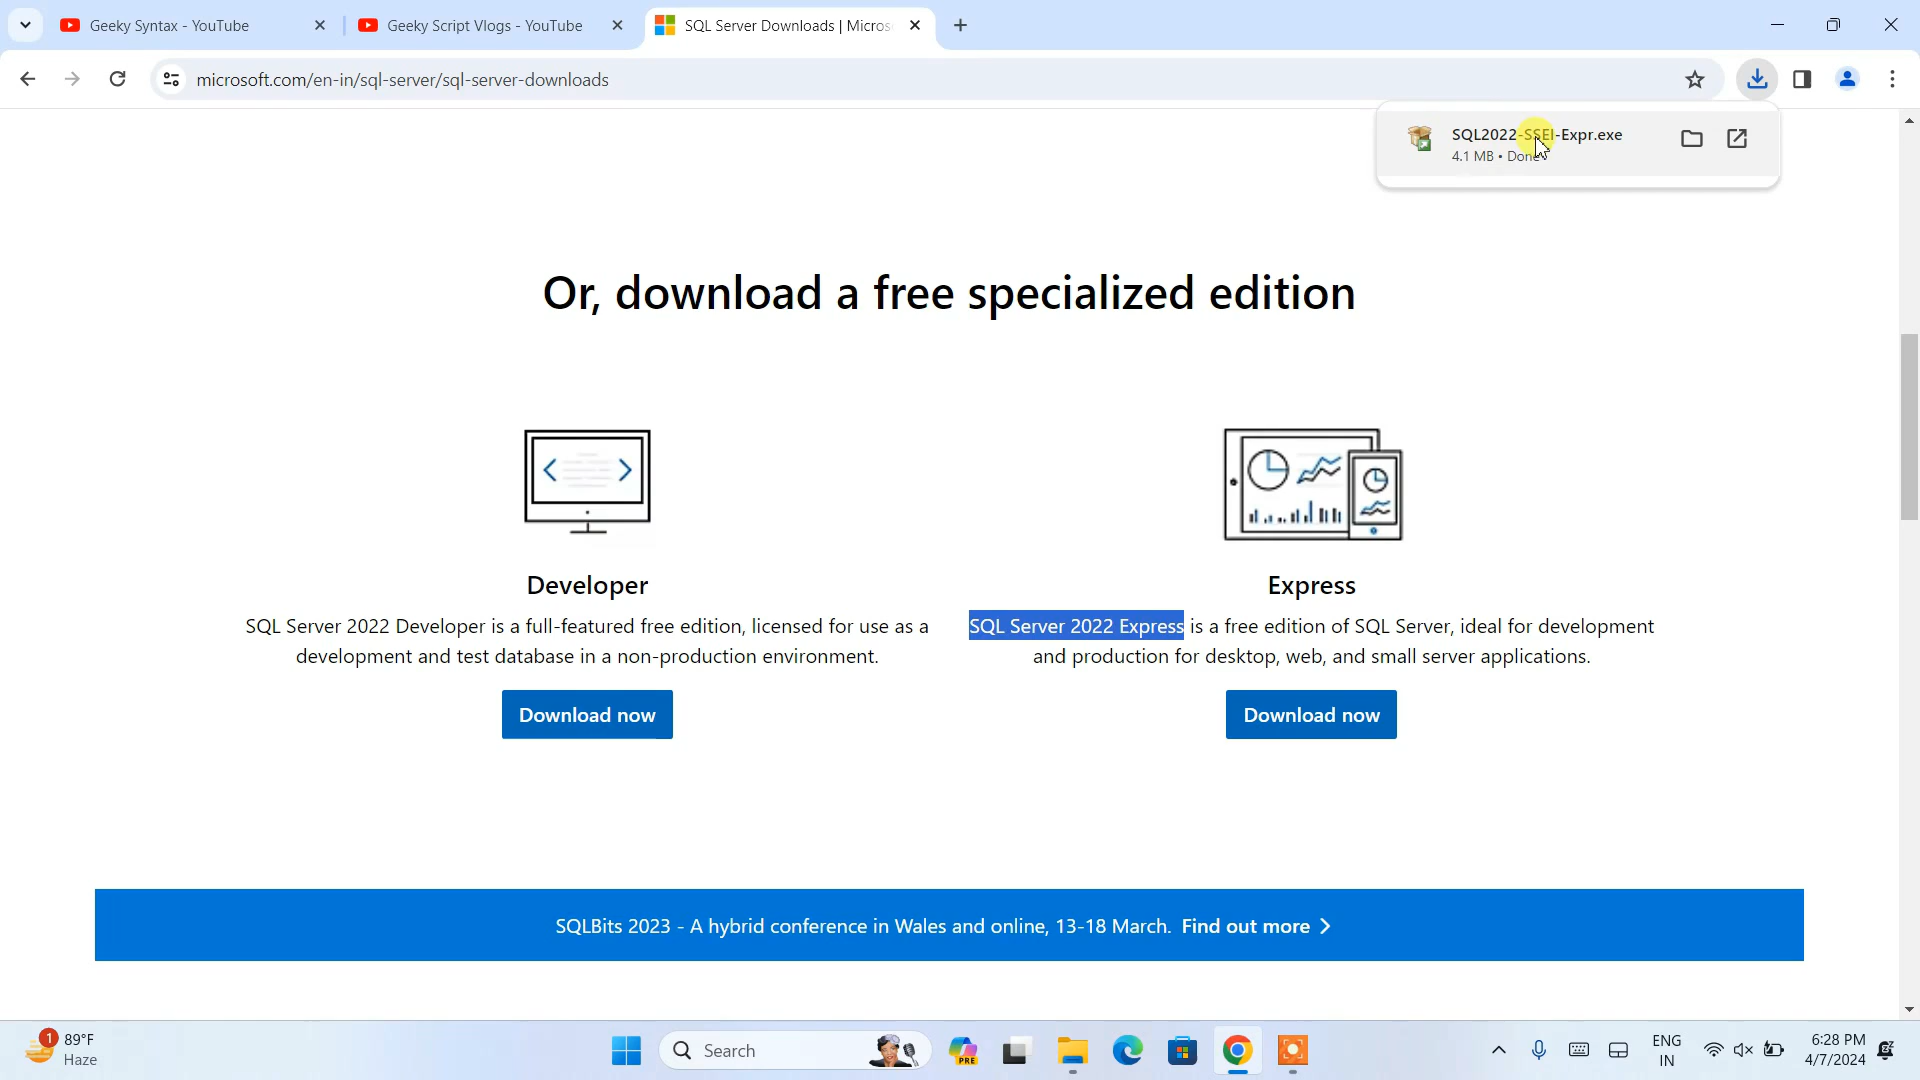 Geeky Syntax - YouTube
Geeky Script Vlogs - YouTube
SQL Server Downloads | Micros
microsoft.com/en-in/sql-server/sql-server-downloads
SQL2022-SSEI-Expr.exe
4.1 MB • Done
Or, download a free specialized edition
Developer
SQL Server 2022 Developer is a full-featured free edition, licensed for use as a
development and test database in a non-production environment.
Download now
Express
SQL Server 2022 Express is a free edition of SQL Server, ideal for development
and production for desktop, web, and small server applications.
Download now
SQLBits 2023 - A hybrid conference in Wales and online, 13-18 March. Find out more
1
89°F
Haze
Search
PRE
ENG
IN
6:28 PM
4/7/2024